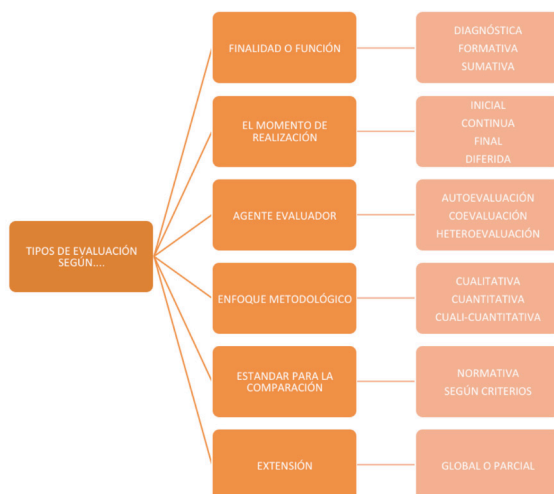 TIPOS DE EVALUACIÓN
SEGÚN....
FINALIDAD O FUNCIÓN
DIAGNÓSTICA
FORMATIVA
SUMATIVA
EL MOMENTO DE
REALIZACIÓN
INICIAL
CONTINUA
FINAL
DIFERIDA
AGENTE EVALUADOR
AUTOEVALUACIÓN
COEVALUACIÓN
HETEROEVALUACIÓN
ENFOQUE METODOLÓGICO
CUALITATIVA
CUANTITATIVA
CUALI-CUANTITATIVA
ESTANDAR PARA LA
COMPARACIÓN
NORMATIVA
SEGÚN CRITERIOS
EXTENSIÓN
GLOBAL O PARCIAL